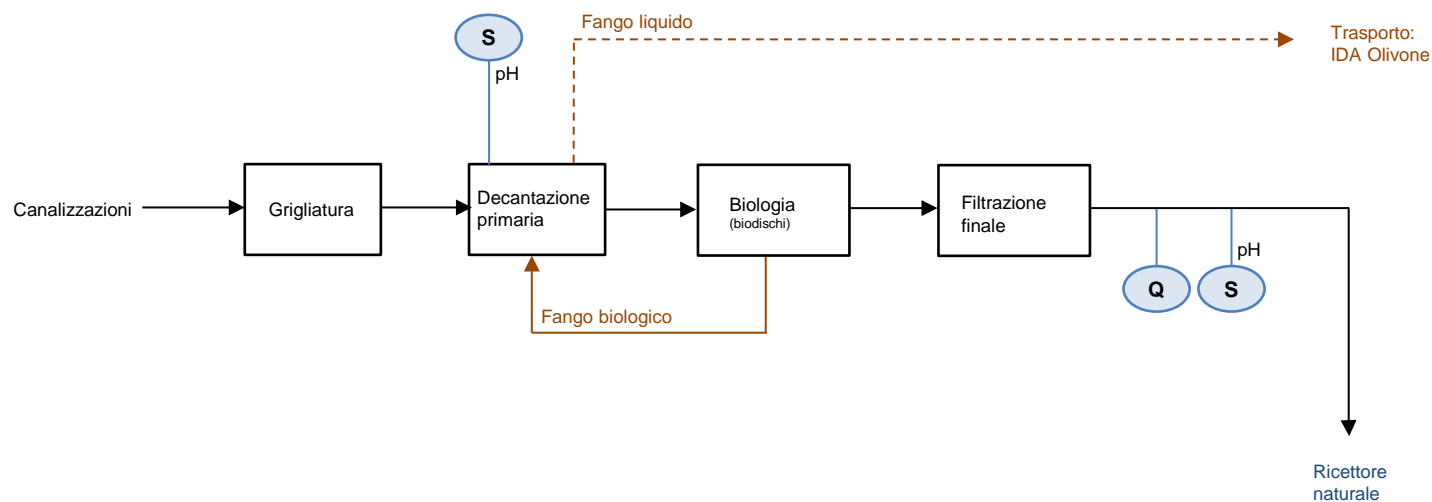 Fango liquido
Trasporto:
IDA Olivone
S
pH
Canalizzazioni
Grigliatura
Decantazione
primaria
Biologia
(biodischi)
Filtrazione
finale
pH
Q
S
Fango biologico
Ricettore
naturale